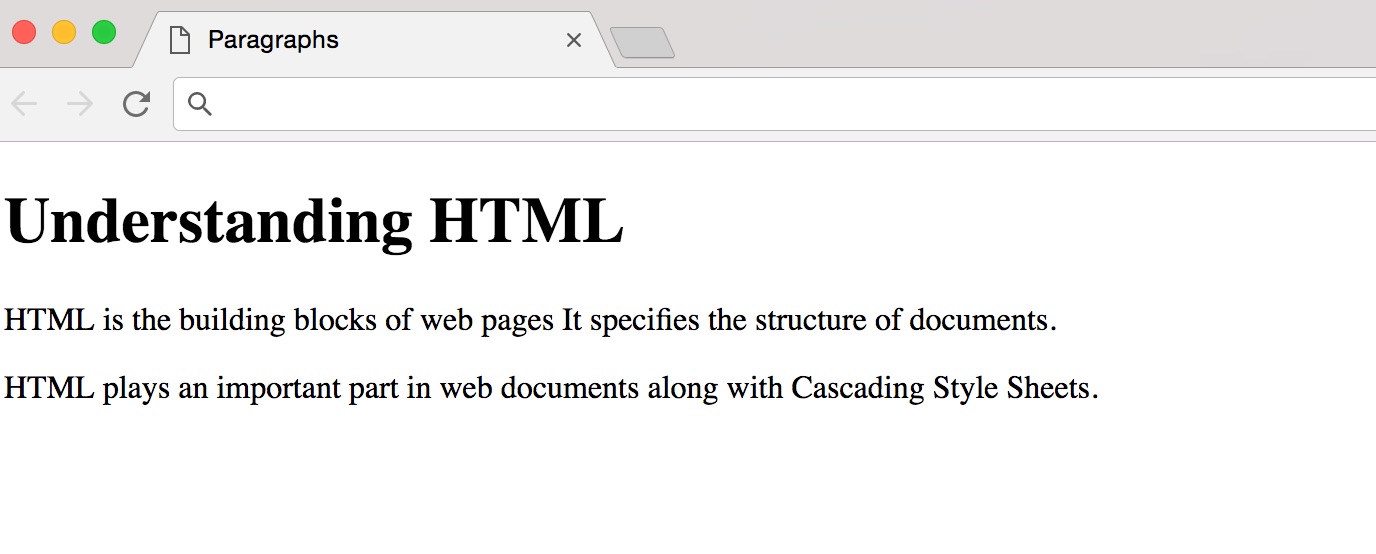 Paragraphs
Understanding HTML
HTML is the building blocks of web pages It specifies the structure of documents.
HTML plays an important part in web documents along with Cascading Style Sheets.